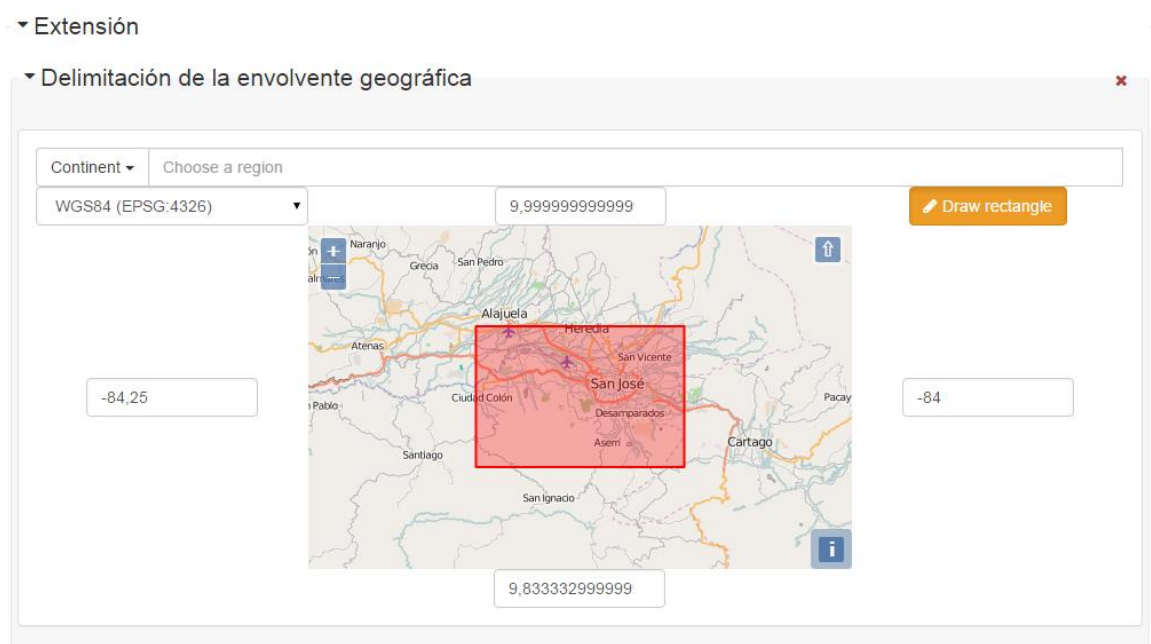 Extensión
Delimitación de la envolvente geográfica
Continent Choose a region
WGS84 (EPSG:4326) 9,999999999999 Draw rectangle
Naranjo
Grecia San Pedro
Alajuela
Heredia
Atenas
San Vicente
San José
-84,25
Ciudad Colón
Pacay
-84
Pablo
Desamparados
Aserri
Cartago
Santiago
San Ignacio
i
9,833332999999